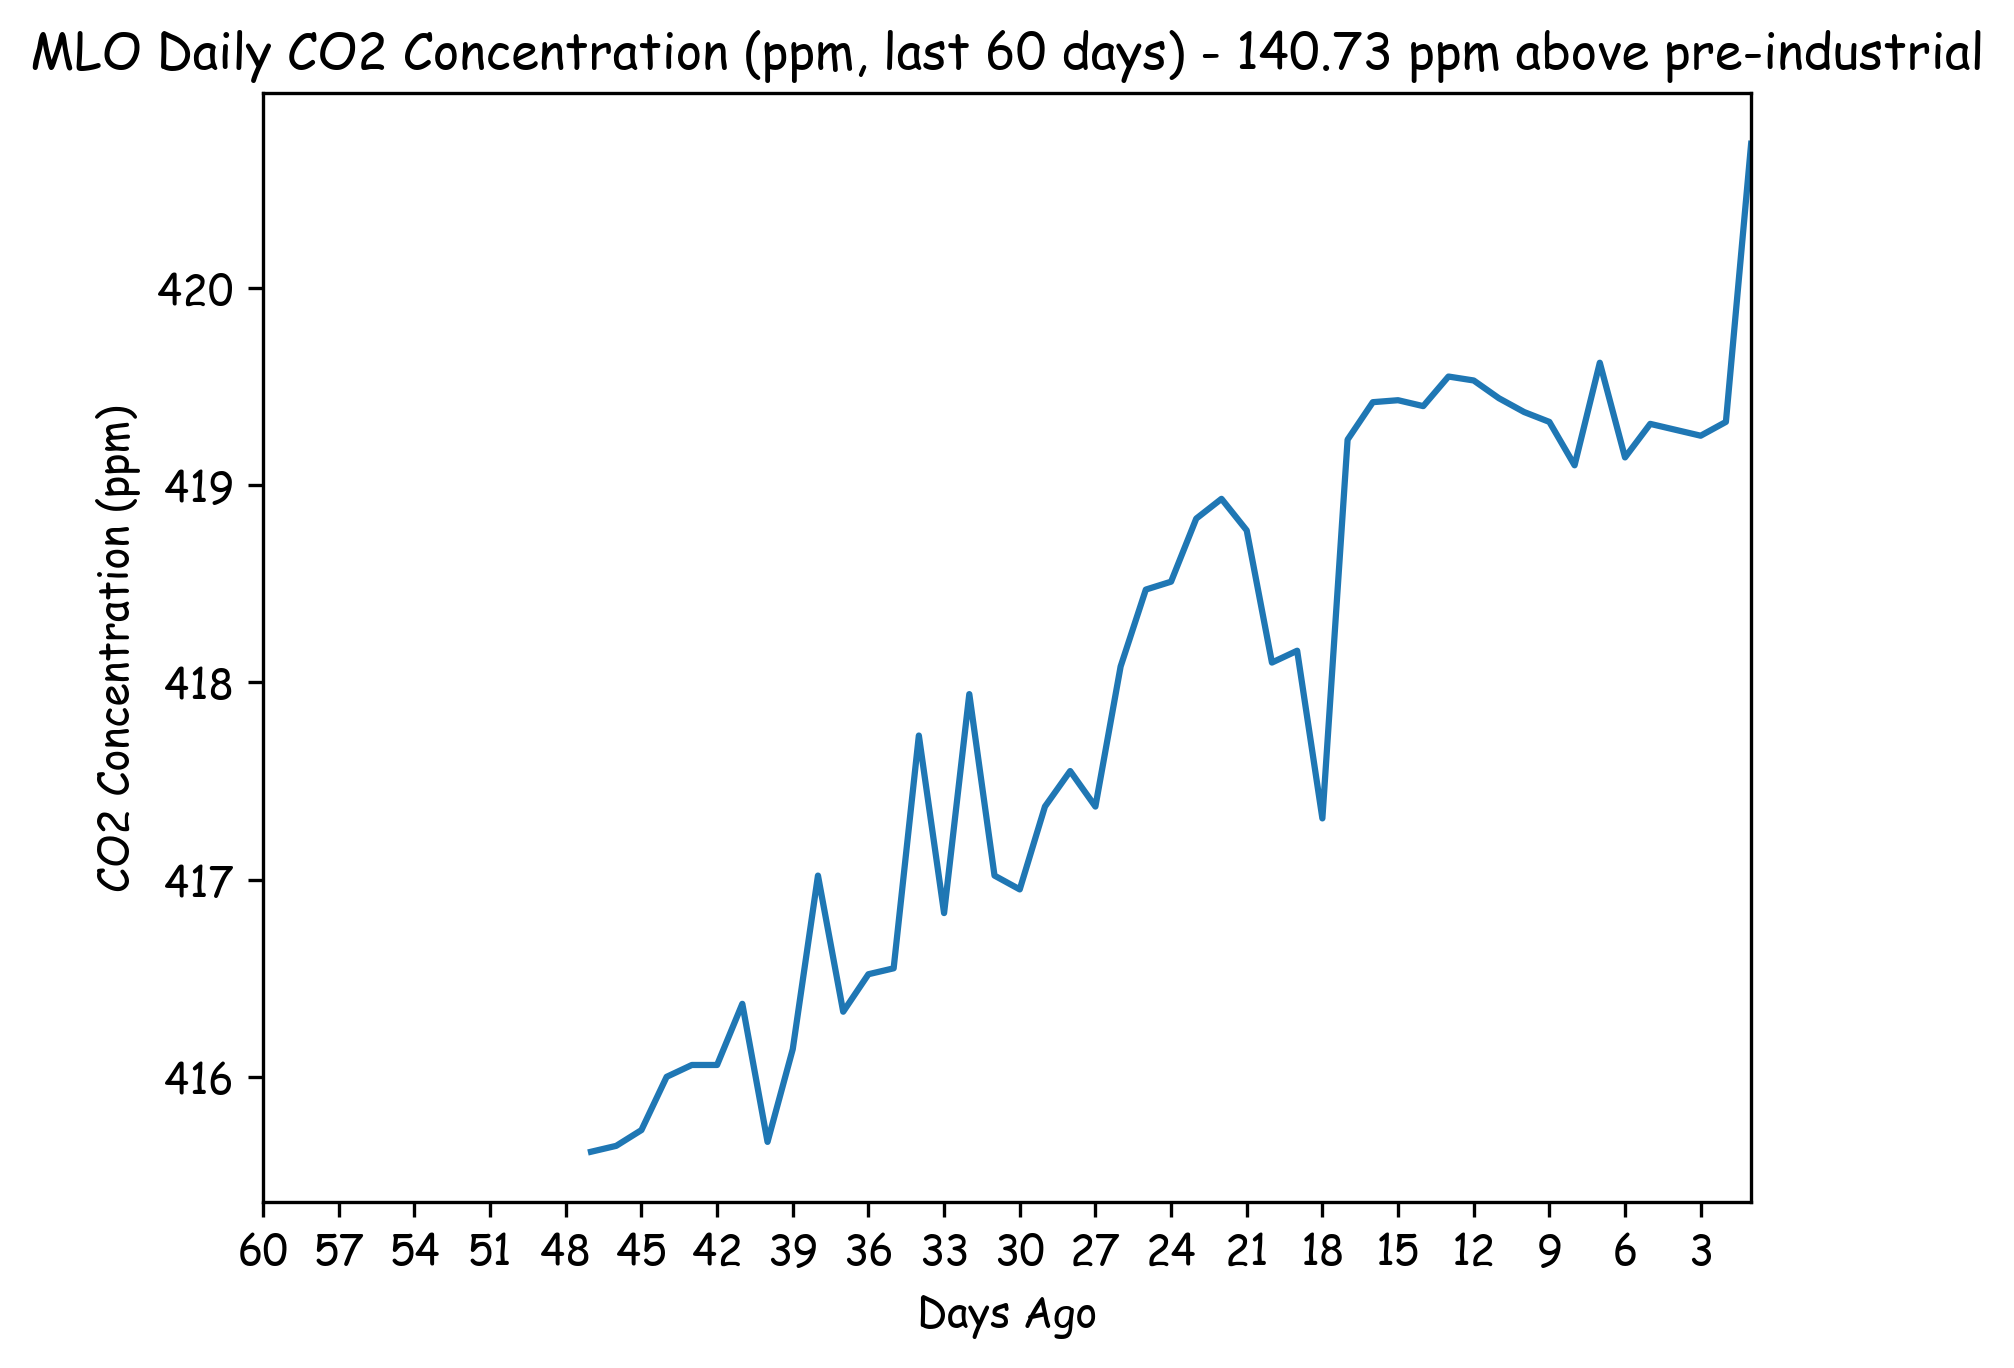 MLO Daily CO2 Concentration (ppm, last 60 days) - 140.73 ppm above pre-industrial
420
419
418
417
416
CO2 Concentration (ppm)
60 57 54 51 48 45 42 39 36 33 30 27 24 21 18 15 12 9 6 3
Days Ago